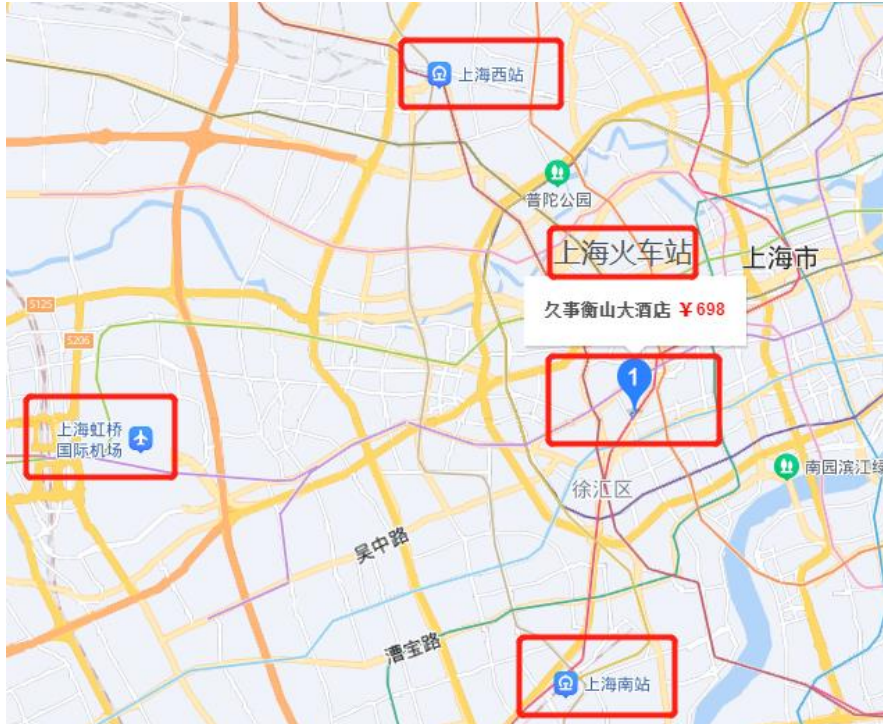 上海西站
普陀公园
上海火车站
上海市
久事衡山大酒店 ￥698
1
S125
S206
上海虹桥
国际机场
南园滨江绿
徐汇区
吴中路
漕宝路
上海南站